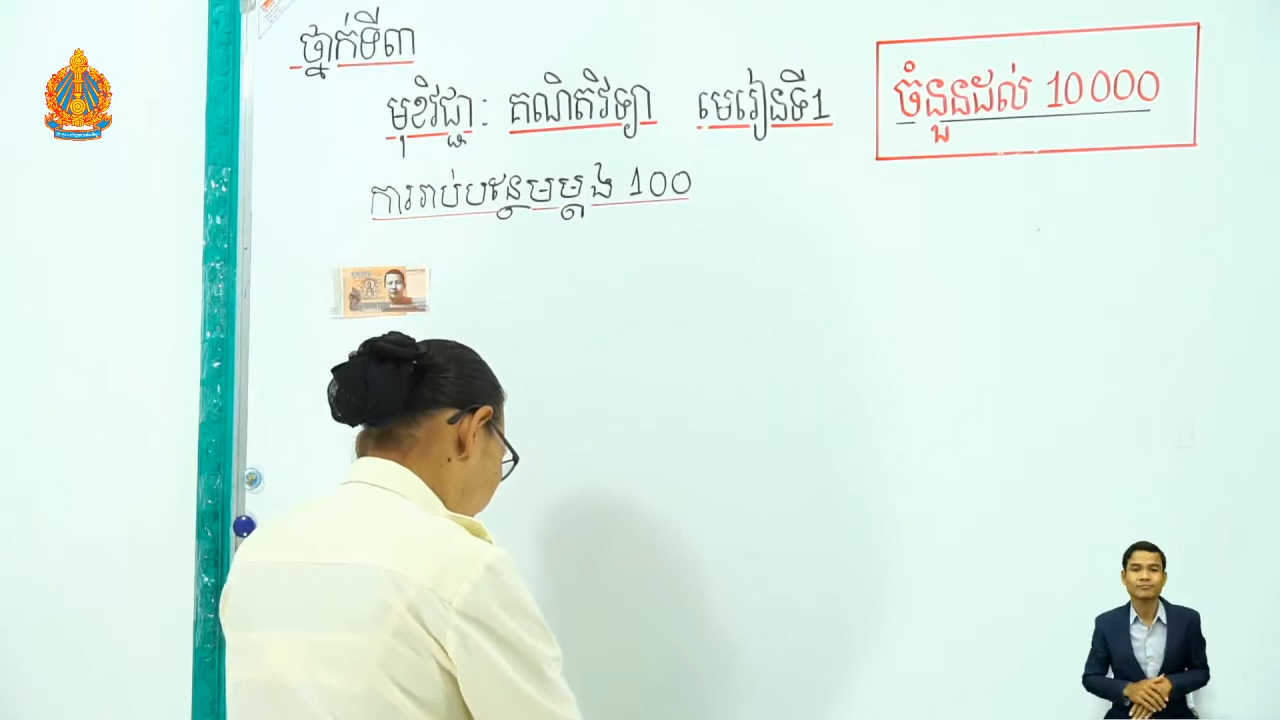 ថ្នាក់ទី៣
មុខវិជ្ជា: គណិតវិទ្យា មេរៀនទី1
ចំនួនដល់ 10000
ការរាប់បន្ថែមម្តង 100